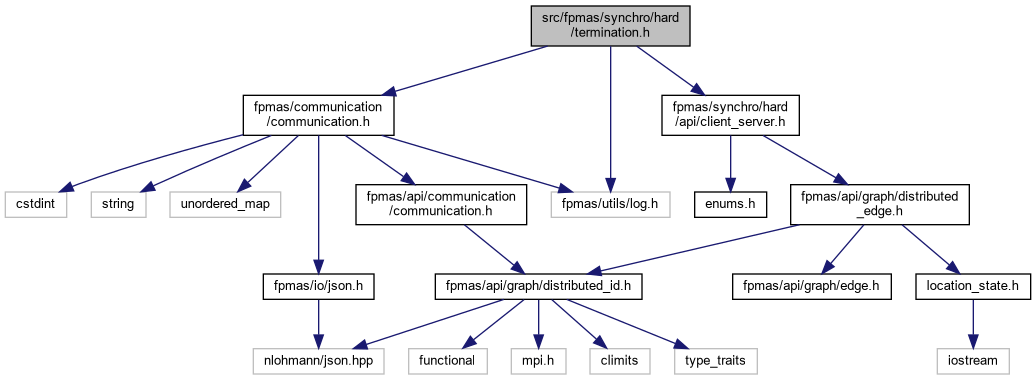 src/fpmas/synchro/hard
/termination.h
fpmas/communication
/communication.h
fpmas/synchro/hard
/api/client_server.h
cstdint
string
unordered_map
fpmas/api/communication
/communication.h
fpmas/utils/log.h
enums.h
fpmas/api/graph/distributed
_edge.h
fpmas/io/json.h
fpmas/api/graph/distributed_id.h
fpmas/api/graph/edge.h
location_state.h
nlohmann/json.hpp
functional
mpi.h
climits
type_traits
iostream